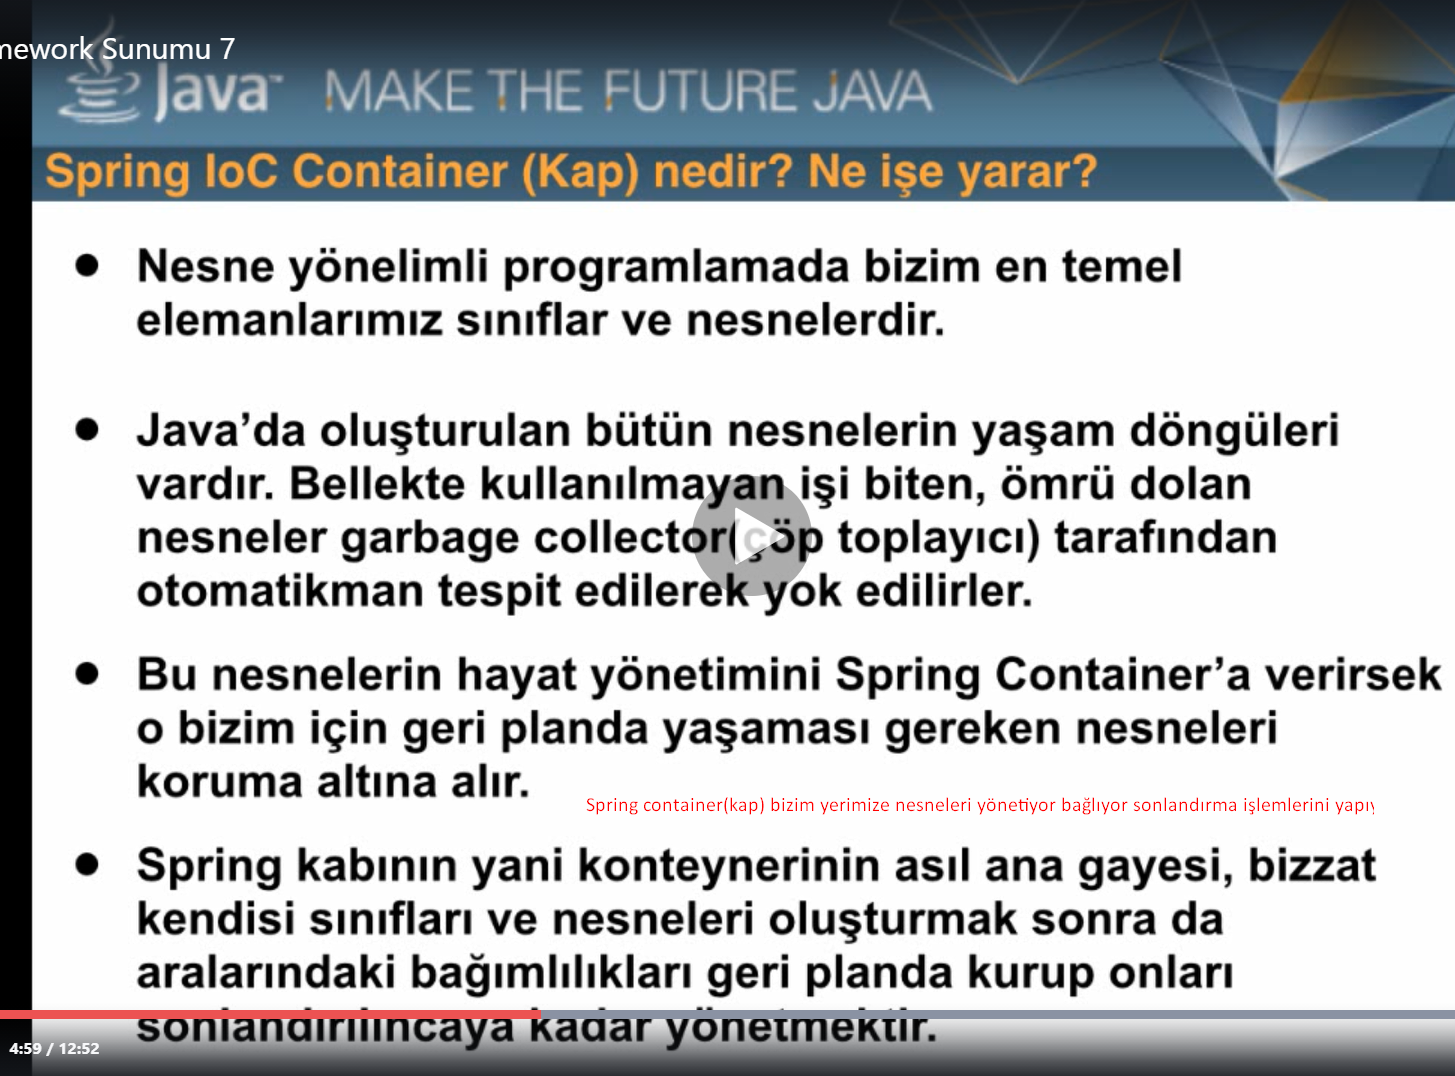 mework Sunumu 7
Java™ MAKE THE FUTURE JAVA
Spring IoC Container (Kap) nedir? Ne işe yarar?
● Nesne yönelimli programlamada bizim en temel
elemanlarımız sınıflar ve nesnelerdir.
● Java’da oluşturulan bütün nesnelerin yaşam döngüleri
vardır. Bellekte kullanılmayan işi biten, ömrü dolan
nesneler garbage collector(çöp toplayıcı) tarafından
otomatikman tespit edilerek yok edilirler.
● Bu nesnelerin hayat yönetimini Spring Container’a verirsek
o bizim için geri planda yaşaması gereken nesneleri
koruma altına alır.
Spring container(kap) bizim yerimize nesneleri yönetiyor bağlıyor sonlandırma işlemlerini yapıy
● Spring kabının yani konteynerinin asıl ana gayesi, bizzat
kendisi sınıfları ve nesneleri oluşturmak sonra da
aralarındaki bağımlılıkları geri planda kurup onları
sonlandırılıncaya kadar yönetmektir.
4:59 / 12:52